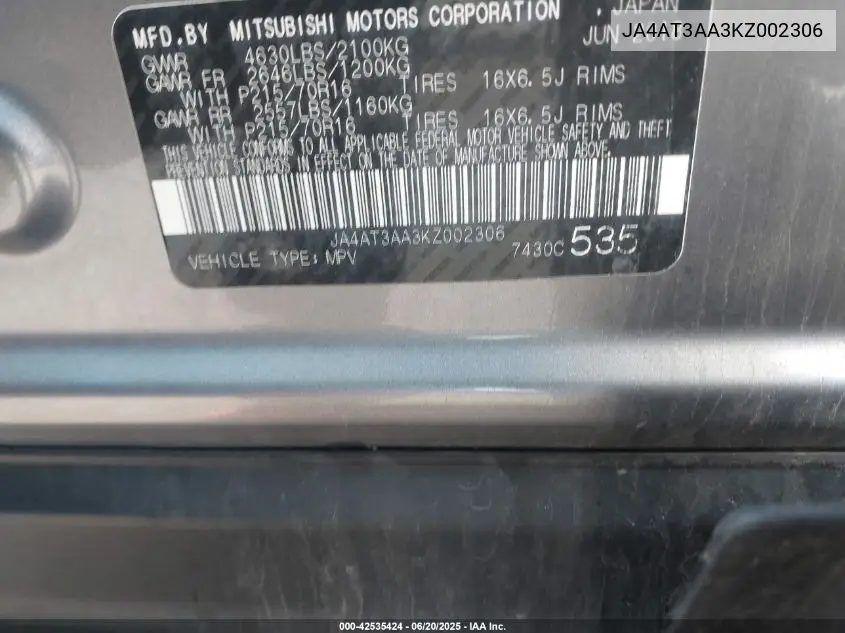 MFD.BY MITSUBISHI MOTORS CORPORATION , JAPAN
GVWR 4630LBS/2100KG JUN
GAWR FR 2646LBS/1200KG
WITH P215/70R16 TIRES 16X6.5J RIMS
GAWR RR 2557LBS/1160KG
WITH P215/70R16 TIRES 16X6.5J RIMS
THIS VEHICLE CONFORMS TO ALL APPLICABLE FEDERAL MOTOR VEHICLE SAFETY AND THEFT
PREVENTION STANDARDS IN EFFECT ON THE DATE OF MANUFACTURE SHOWN ABOVE.
JA4AT3AA3KZ002306
VEHICLE TYPE: MPV 7430C 535
JA4AT3AA3KZ002306
000-42535424 - 06/20/2025 - IAA Inc.